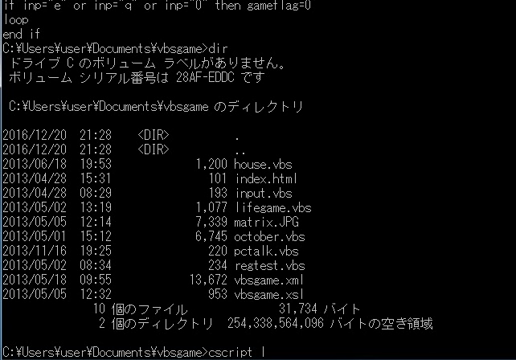 if inp="e" or inp="q" or inp="Q" then gameflag=0
loop
end if
C:¥Users¥user¥Documents¥vbsgame>dir
ドライブ C のボリューム ラベルがありません。
ボリューム シリアル番号は 28AF-EDDC です
C:¥Users¥user¥Documents¥vbsgame のディレクトリ
2016/12/20 21:28 <DIR> .
2016/12/20 21:28 <DIR> ..
2013/06/18 19:53 1,200 house.vbs
2013/04/28 15:31 101 index.html
2013/04/28 08:29 193 input.vbs
2013/05/02 13:19 1,077 lifegame.vbs
2013/05/05 12:14 7,339 matrix.JPG
2013/05/01 15:12 6,745 october.vbs
2013/11/16 19:25 220 pctalk.vbs
2013/05/02 08:34 234 regtest.vbs
2013/05/18 09:55 13,672 vbsgame.xml
2013/05/05 12:32 953 vbsgame.xsl
10 個のファイル 31,734 バイト
2 個のディレクトリ 254,338,564,096 バイトの空き領域
C:¥Users¥user¥Documents¥vbsgame>cscript l